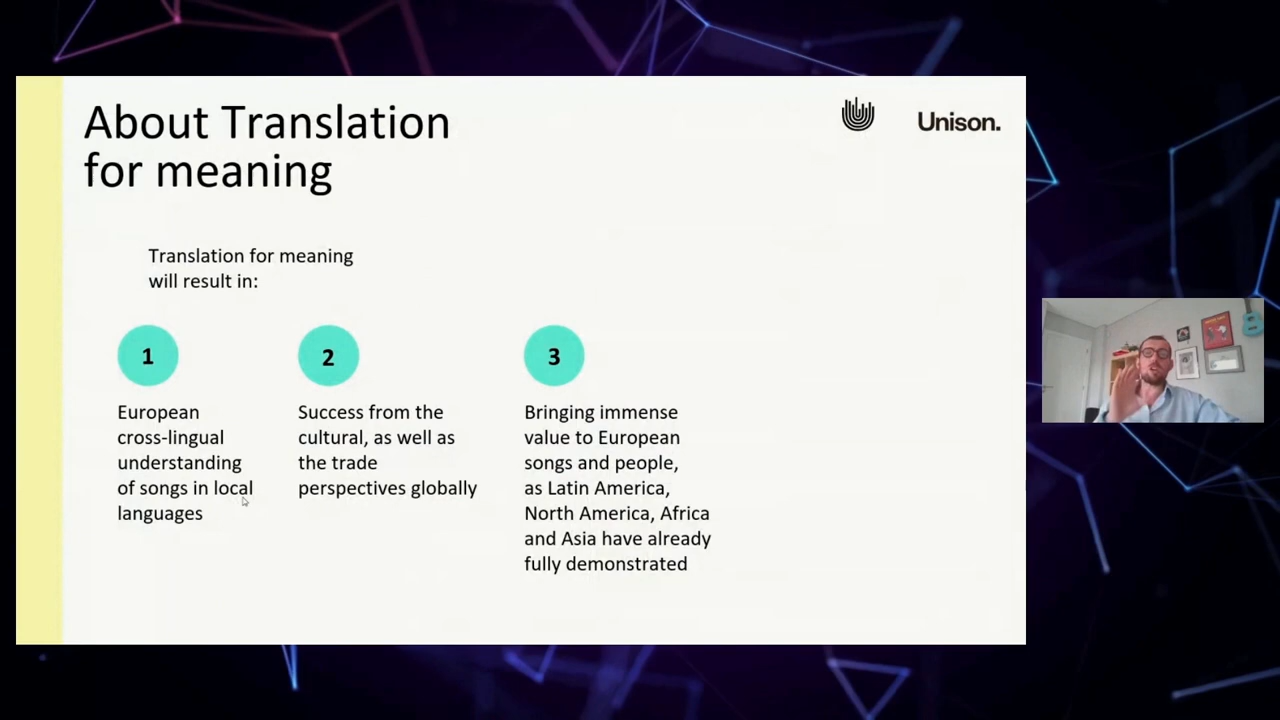 About Translation
for meaning
Unison.
Translation for meaning
will result in:
1
European
cross-lingual
understanding
of songs in local
languages
2
Success from the
cultural, as well as
the trade
perspectives globally
3
Bringing immense
value to European
songs and people,
as Latin America,
North America, Africa
and Asia have already
fully demonstrated